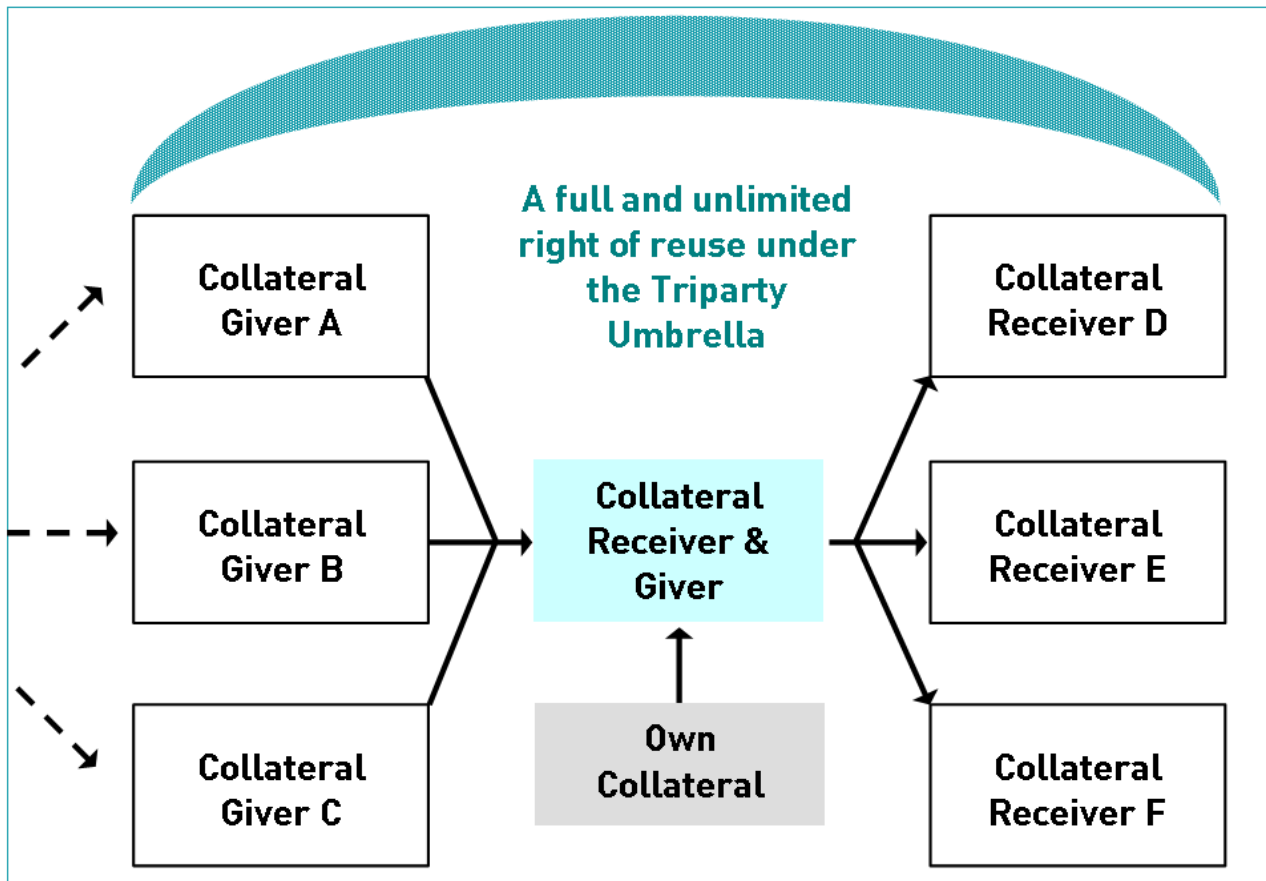 A full and unlimited
right of reuse under
the Triparty
Umbrella
Collateral
Giver A
Collateral
Receiver D
Collateral
Giver B
Collateral
Receiver &
Giver
Collateral
Receiver E
Collateral
Giver C
Own
Collateral
Collateral
Receiver F